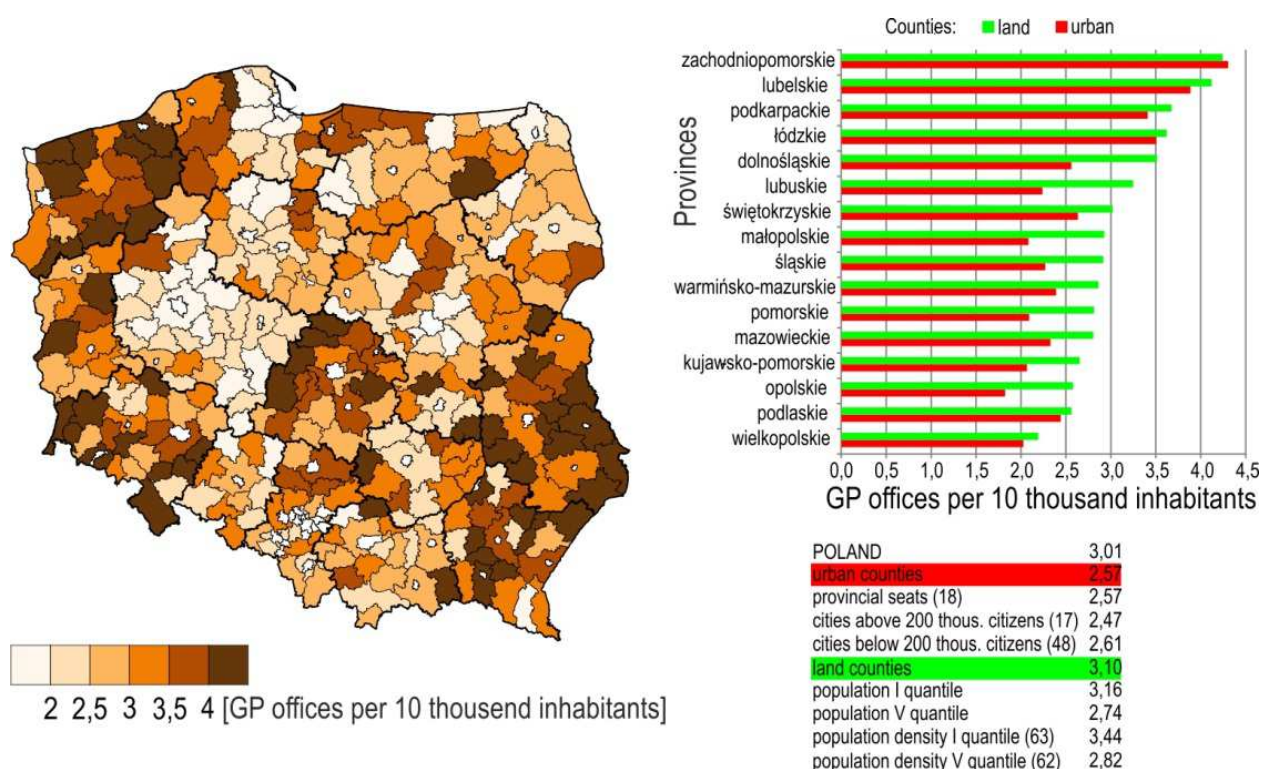 Counties: land urban
Provinces
zachodniopomorskie
lubelskie
podkarpackie
łódzkie
dolnośląskie
lubuskie
świętokrzyskie
małopolskie
śląskie
warmińsko-mazurskie
pomorskie
mazowieckie
kujawsko-pomorskie
opolskie
podlaskie
wielkopolskie
0,0 0,5 1,0 1,5 2,0 2,5 3,0 3,5 4,0 4,5
GP offices per 10 thousand inhabitants
2 2,5 3 3,5 4 [GP offices per 10 thousend inhabitants]
POLAND 3,01
urban counties 2,57
provincial seats (18) 2,57
cities above 200 thous. citizens (17) 2,47
cities below 200 thous. citizens (48) 2,61
land counties 3,10
population I quantile 3,16
population V quantile 2,74
population density I quantile (63) 3,44
population density V quantile (62) 2,82